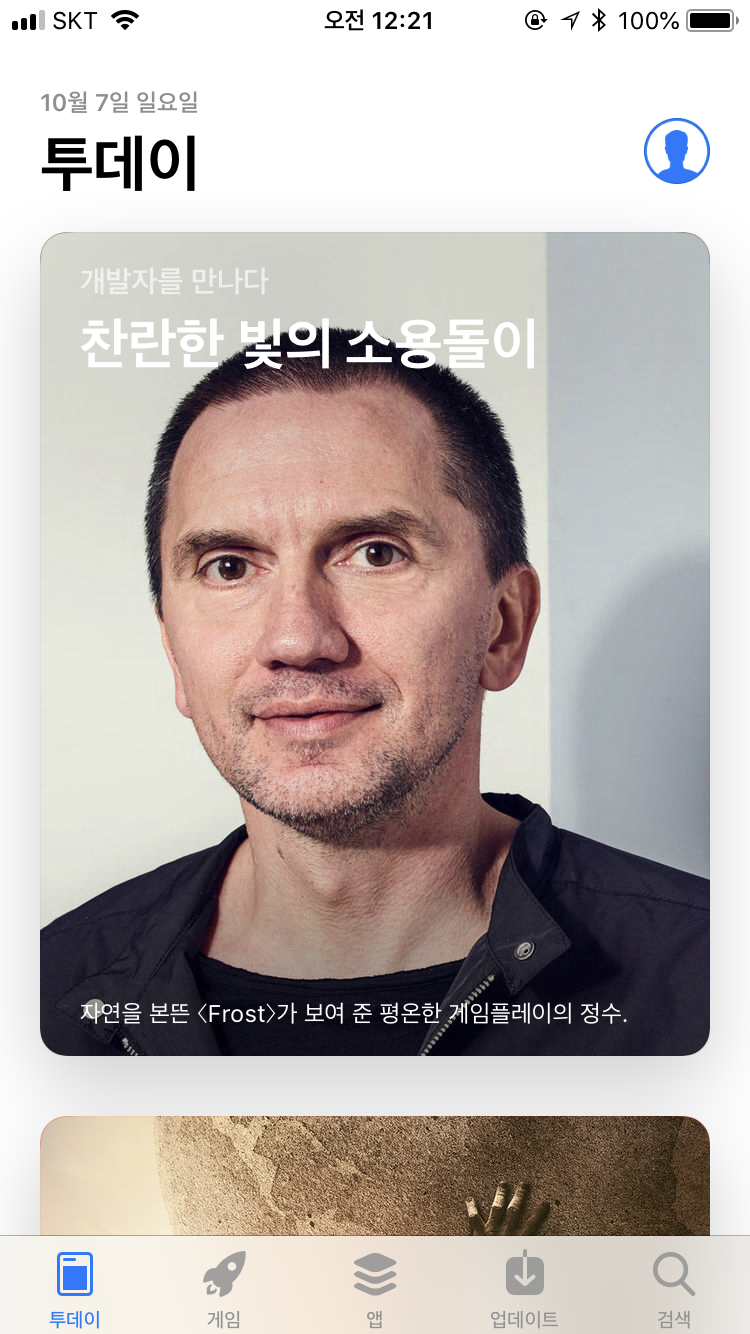 SKT 오전 12:21 100%
10월 7일 일요일
투데이
개발자를 만나다
찬란한 빛의 소용돌이
자연을 본뜬 〈Frost〉가 보여 준 평온한 게임플레이의 정수.
투데이 게임 앱 업데이트 검색